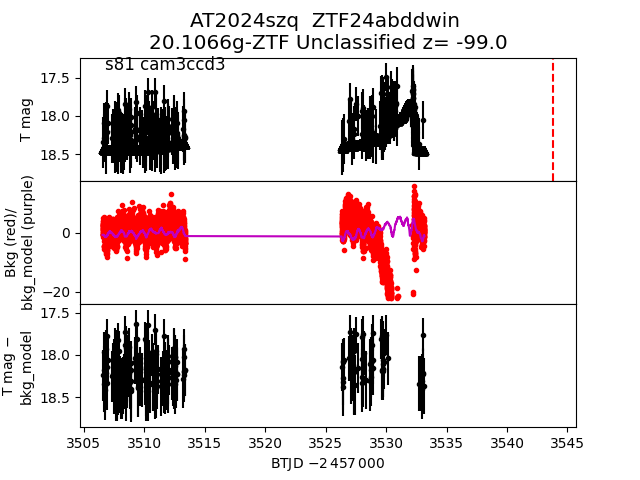 AT2024szq  ZTF24abddwin
20.1066g-ZTF Unclassified z= -99.0
s81 cam3ccd3
T mag
17.5
18.0
18.5
Bkg (red)/
bkg_model (purple)
0
−20
T mag −
bkg_model
17.5
18.0
18.5
3505 3510 3515 3520 3525 3530 3535 3540 3545
BTJD −2 457 000